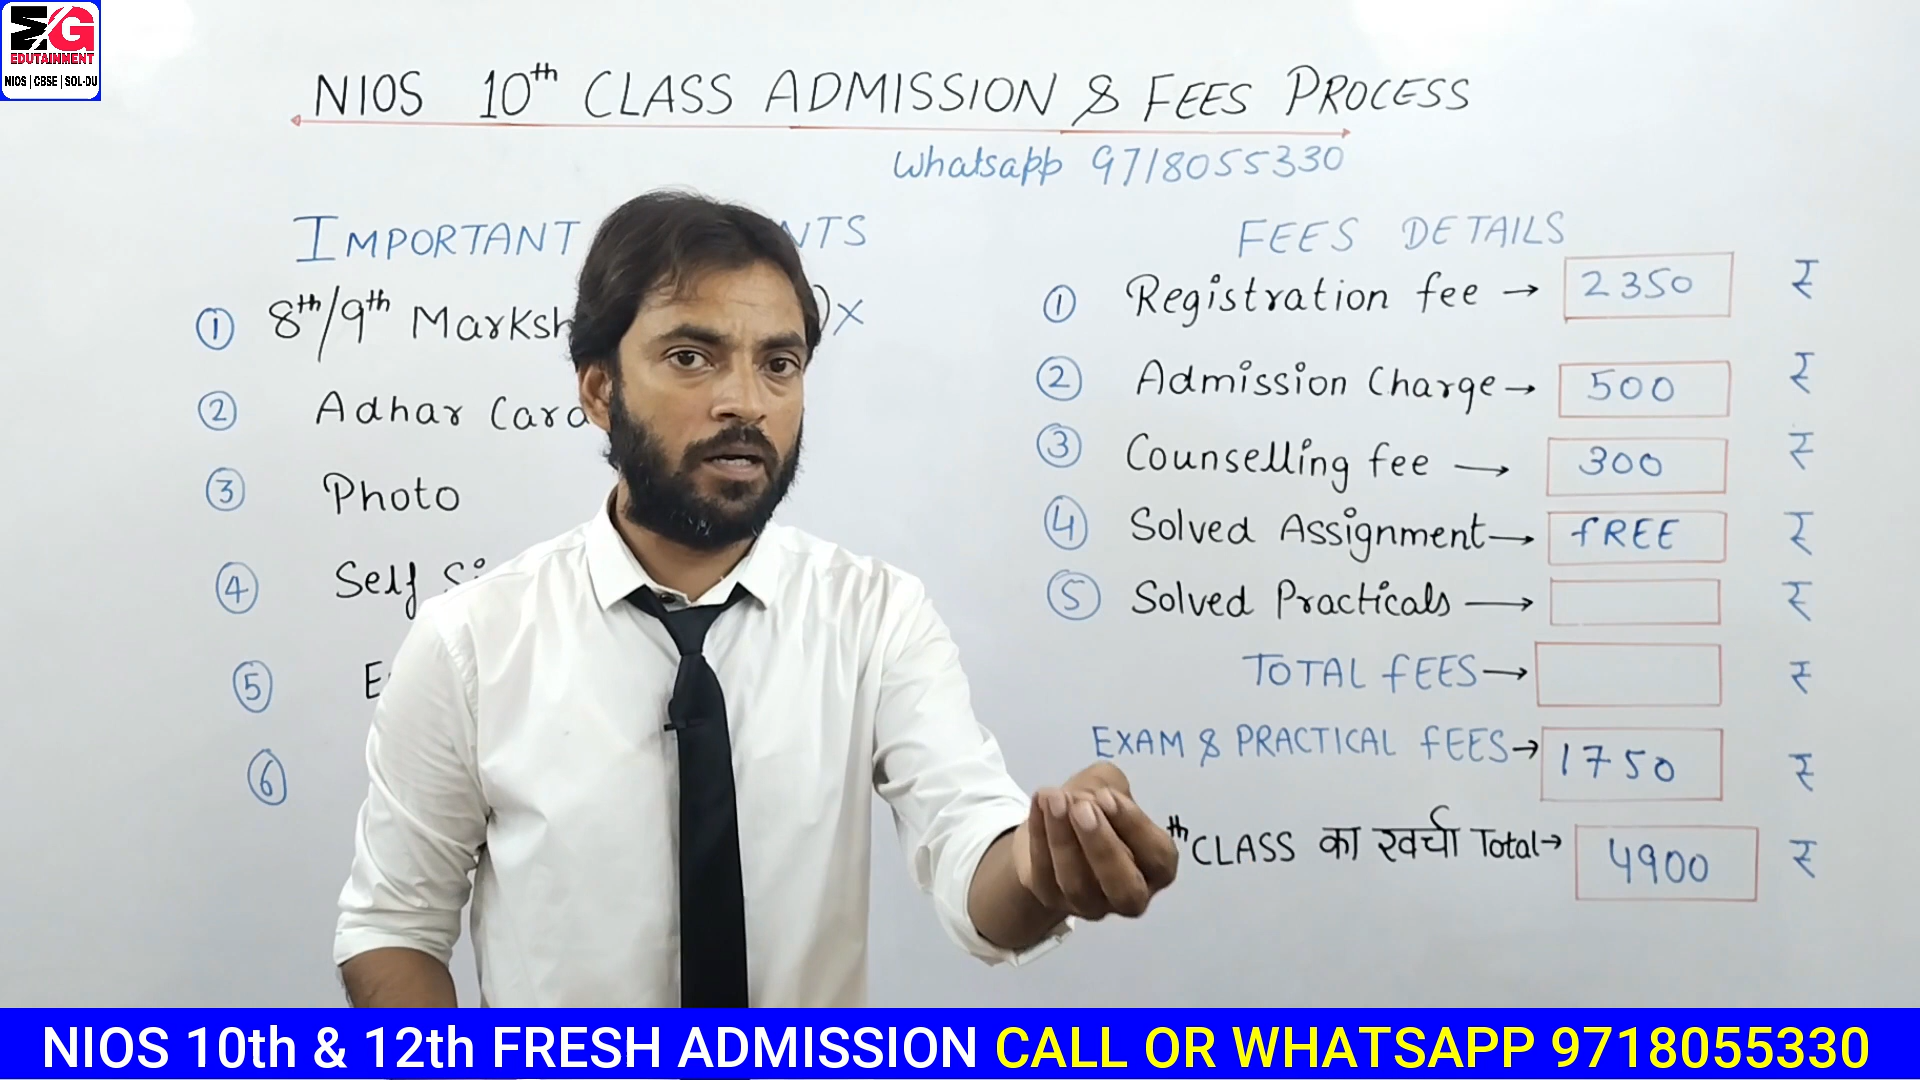 SG
EDUTAINMENT
NIOS | CBSE | SOL-DU
NIOS 10th CLASS ADMISSION & FEES PROCESS
Whatsapp 9718055330
IMPORTANT
① 8th/9th
② Adhar Card
③ Photo
④ Self
⑤
⑥
FEES DETAILS
① Registration fee → 2350 ₹
② Admission Charge → 500 ₹
③ Counselling fee → 300 ₹
④ Solved Assignment → fREE ₹
⑤ Solved Practicals → ₹
TOTAL fEES → ₹
EXAM & PRACTICAL fEES → 1750 ₹
th CLASS का खर्चा Total → 4900 ₹
NIOS 10th & 12th FRESH ADMISSION CALL OR WHATSAPP 9718055330